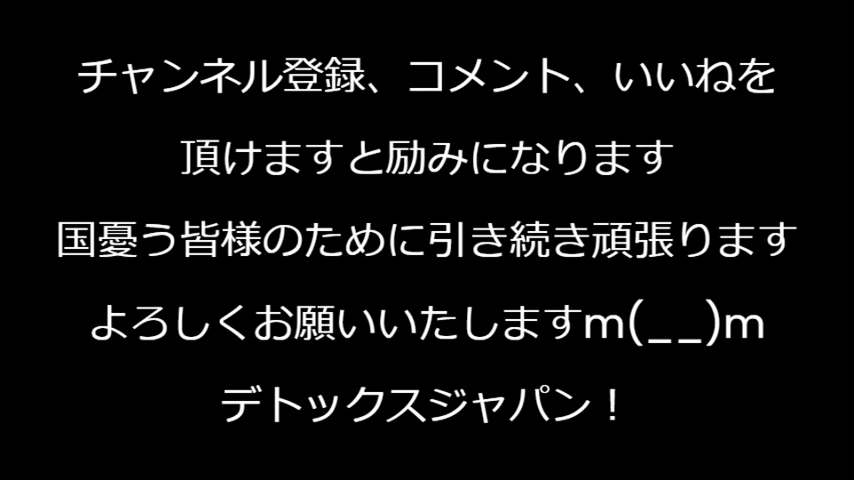 チャンネル登録、コメント、いいねを
頂けますと励みになります
国憂う皆様のために引き続き頑張ります
よろしくお願いいたしますm(__)m
デトックスジャパン！